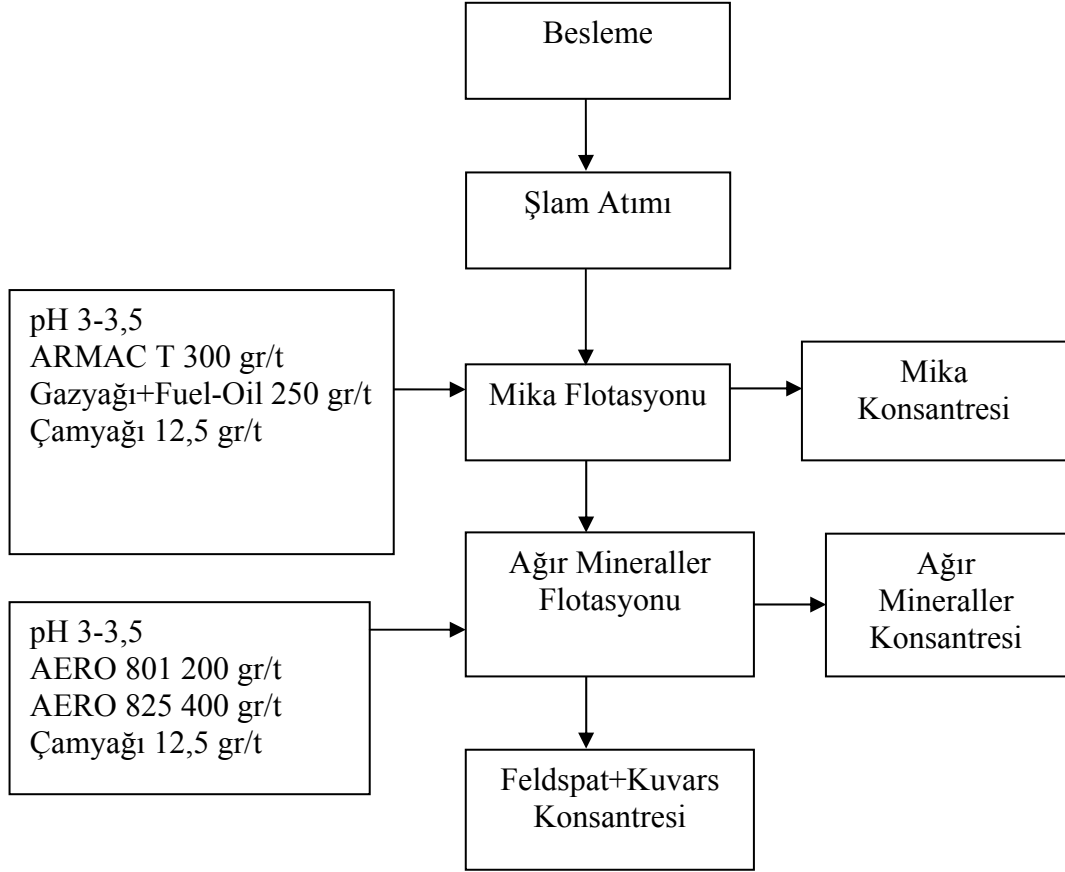 Besleme
Şlam Atımı
pH 3-3,5
ARMAC T 300 gr/t
Gazyağı+Fuel-Oil 250 gr/t
Çamyağı 12,5 gr/t
Mika Flotasyonu
Mika
Konsantresi
Ağır Mineraller
Flotasyonu
Ağır
Mineraller
Konsantresi
pH 3-3,5
AERO 801 200 gr/t
AERO 825 400 gr/t
Çamyağı 12,5 gr/t
Feldspat+Kuvars
Konsantresi